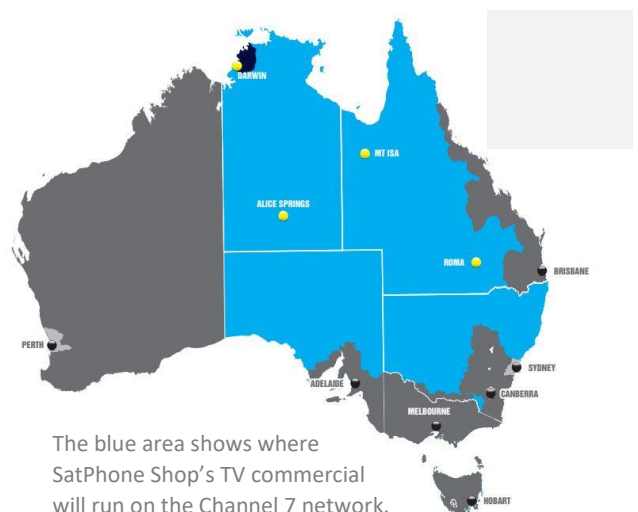 DARWIN
MT ISA
ALICE SPRINGS
ROMA
BRISBANE
PERTH
SYDNEY
ADELAIDE
CANBERRA
MELBOURNE
HOBART
The blue area shows where
SatPhone Shop's TV commercial
will run on the Channel 7 network.